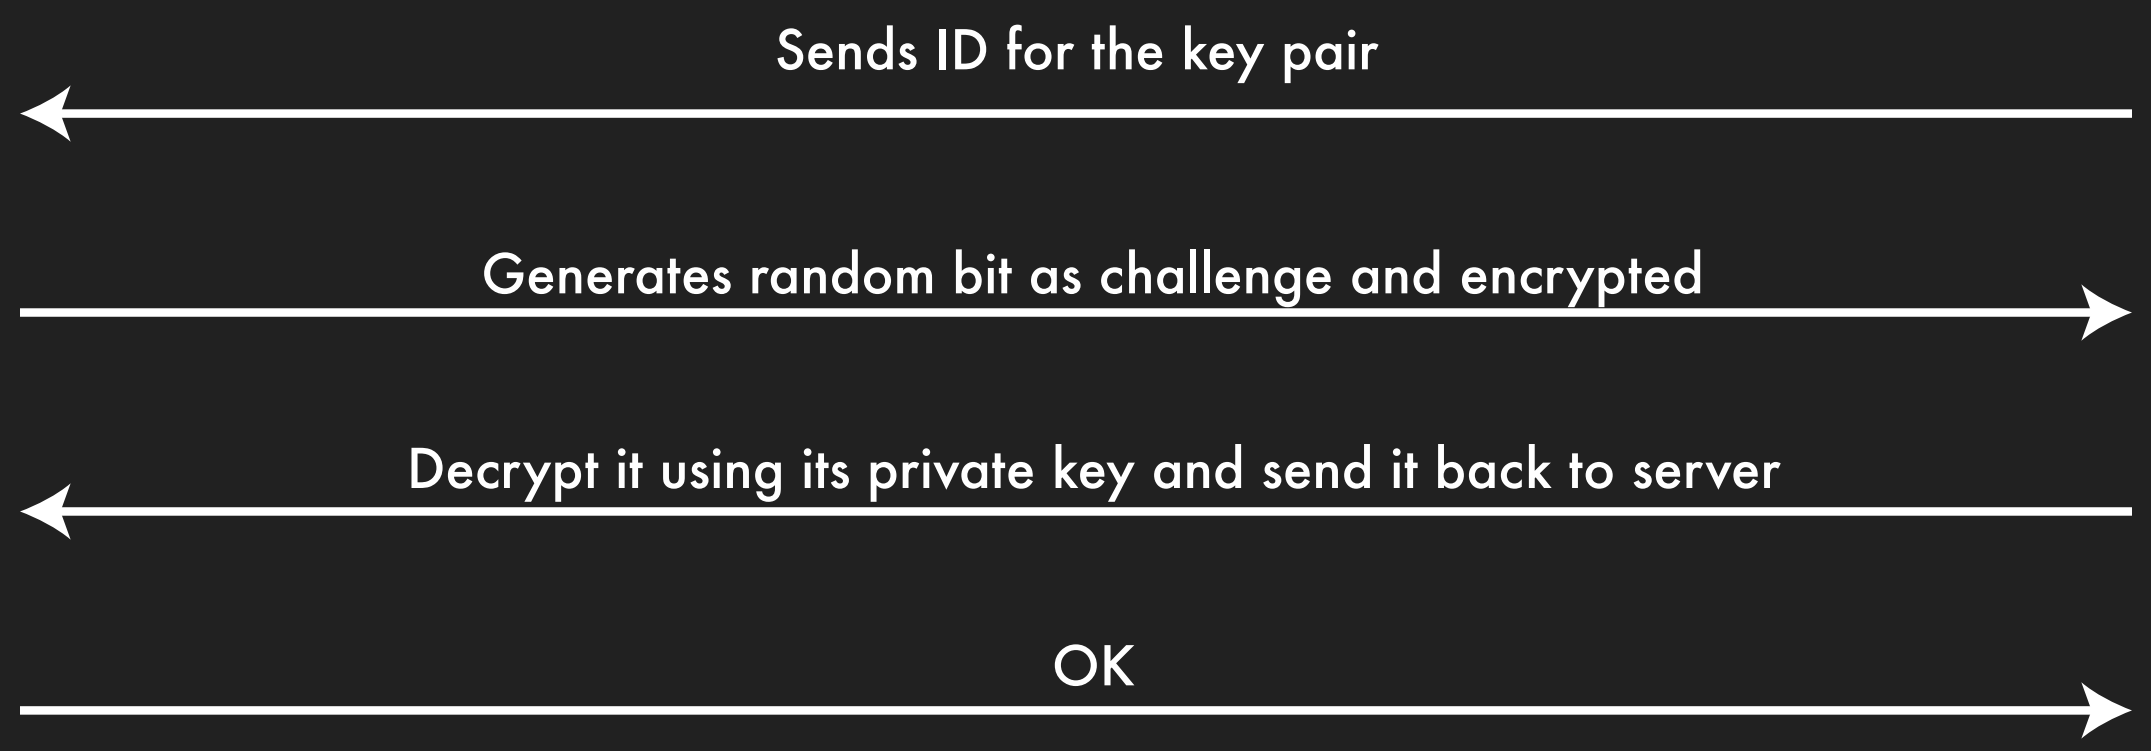 Sends ID for the key pair
Generates random bit as challenge and encrypted
Decrypt it using its private key and send it back to server
OK